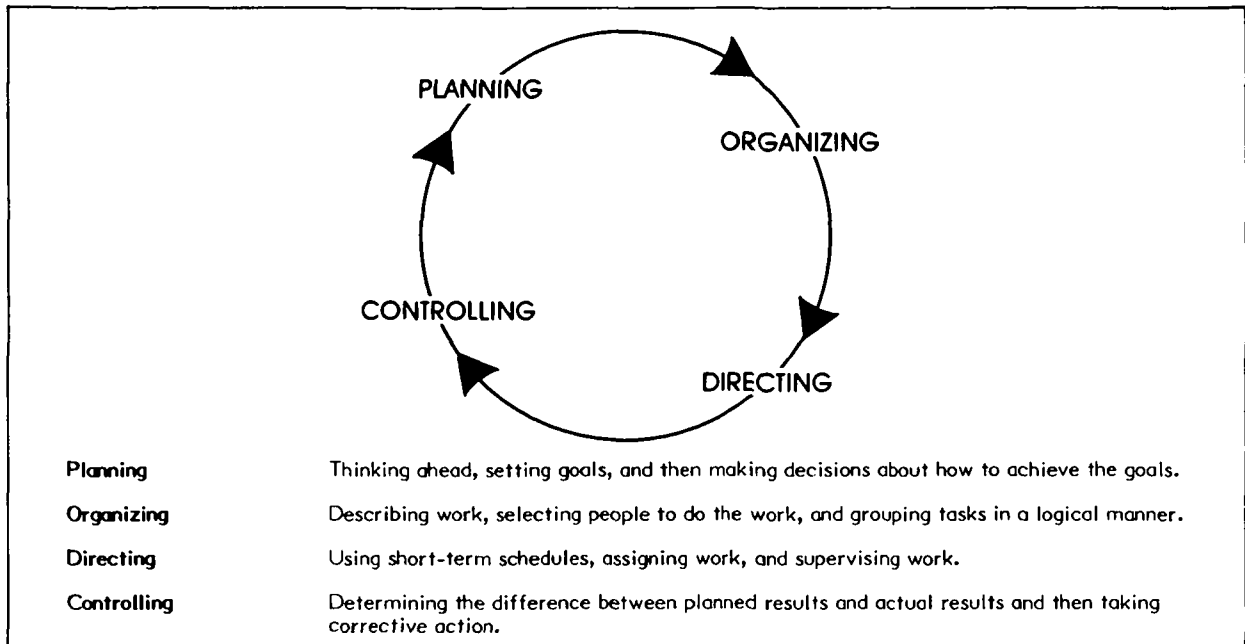 PLANNING
ORGANIZING
CONTROLLING
DIRECTING
Planning Thinking ahead, setting goals, and then making decisions about how to achieve the goals.
Organizing Describing work, selecting people to do the work, and grouping tasks in a logical manner.
Directing Using short-term schedules, assigning work, and supervising work.
Controlling Determining the difference between planned results and actual results and then taking
corrective action.